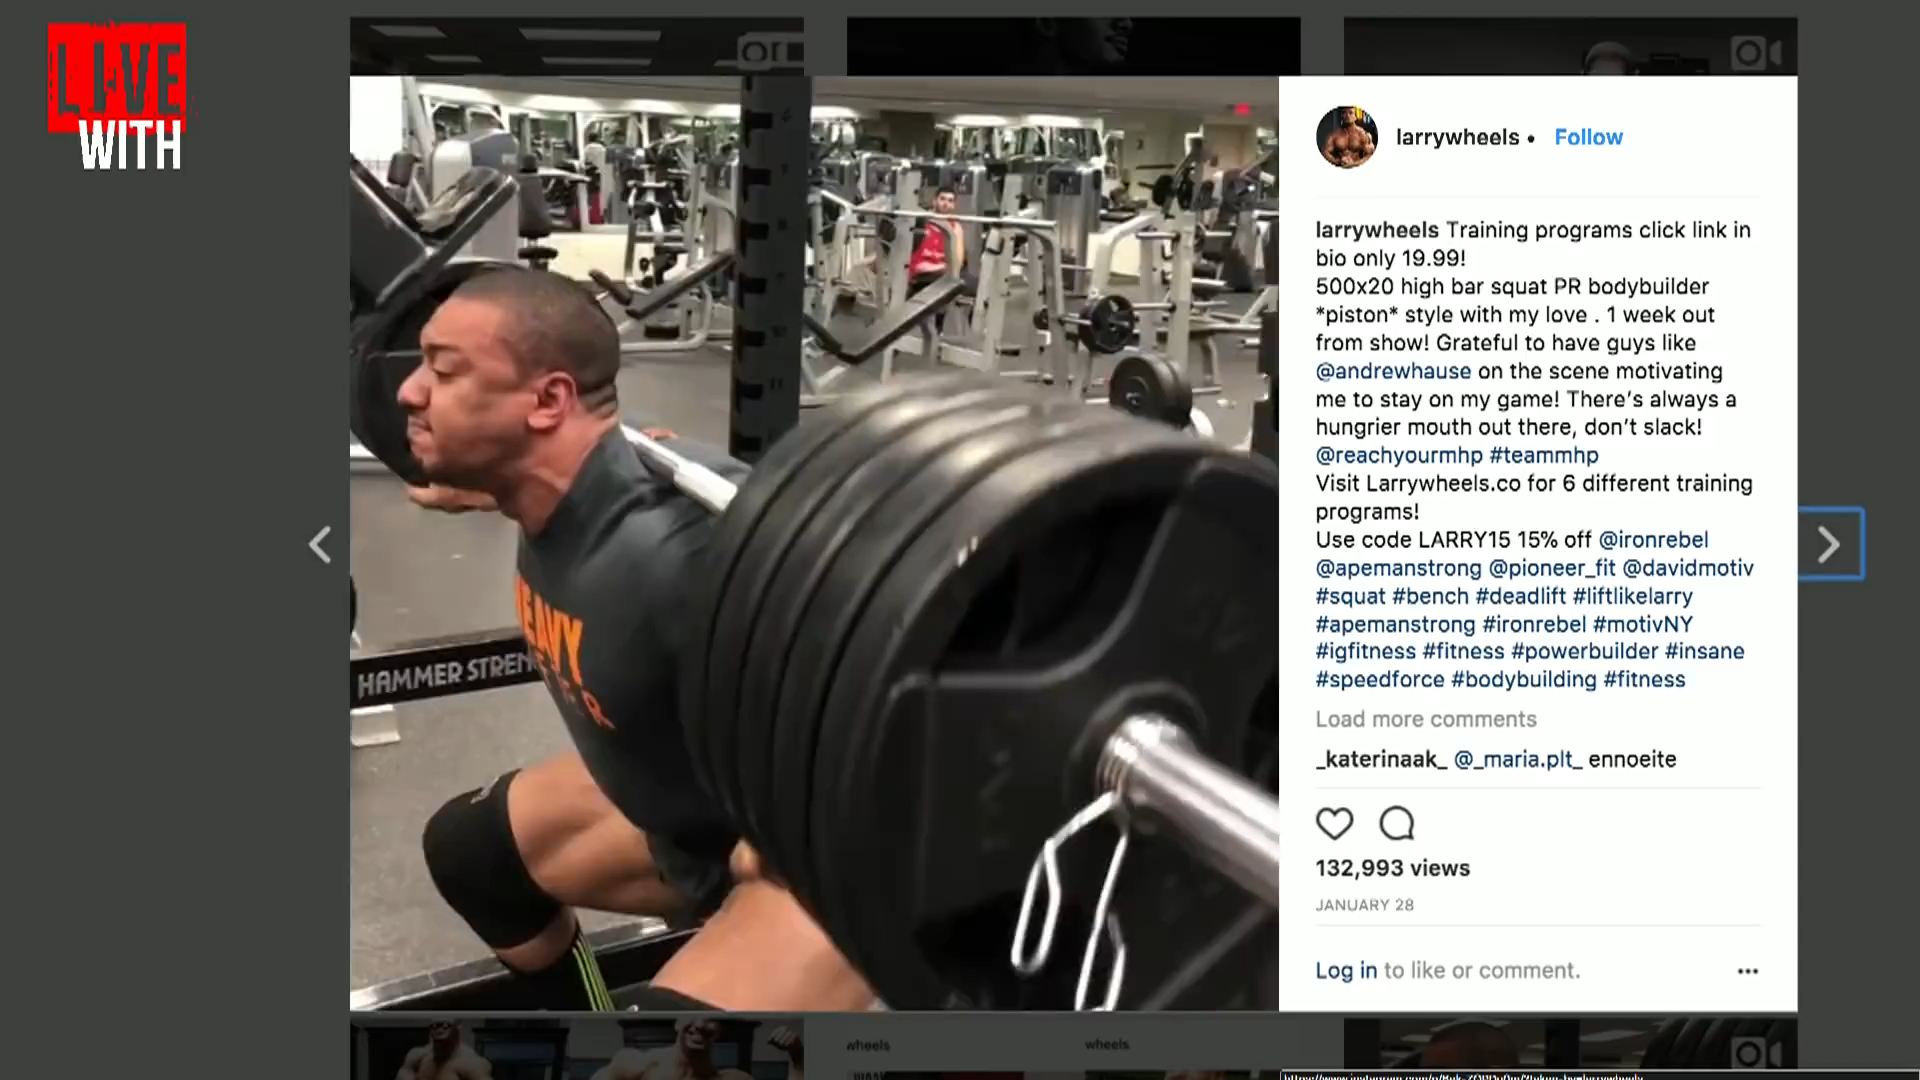 LIVE
WITH
larrywheels • Follow
larrywheels Training programs click link in
bio only 19.99!
500x20 high bar squat PR bodybuilder
*piston* style with my love . 1 week out
from show! Grateful to have guys like
@andrewhause on the scene motivating
me to stay on my game! There's always a
hungrier mouth out there, don't slack!
@reachyourmhp #teammhp
Visit Larrywheels.co for 6 different training
programs!
Use code LARRY15 15% off @ironrebel
@apemanstrong @pioneer_fit @davidmotiv
#squat #bench #deadlift #liftlikelarry
#apemanstrong #ironrebel #motivNY
#igfitness #fitness #powerbuilder #insane
#speedforce #bodybuilding #fitness
Load more comments
_katerinaak_ @_maria.plt_ ennoeite
132,993 views
JANUARY 28
Log in to like or comment.
HAMMER STREN
EAVY
wheels
wheels